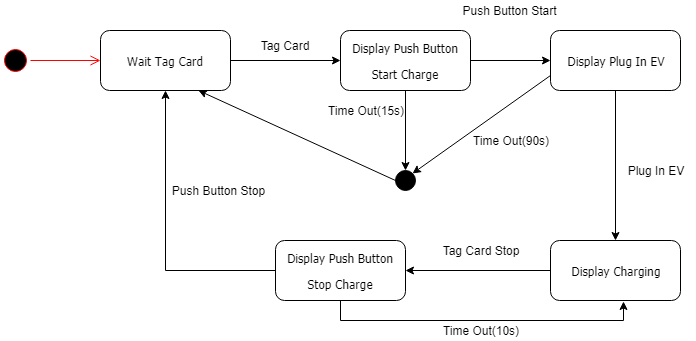 Push Button Start
Tag Card
Wait Tag Card
Display Push Button
Start Charge
Display Plug In EV
Time Out(15s)
Time Out(90s)
Plug In EV
Push Button Stop
Tag Card Stop
Display Push Button
Stop Charge
Display Charging
Time Out(10s)